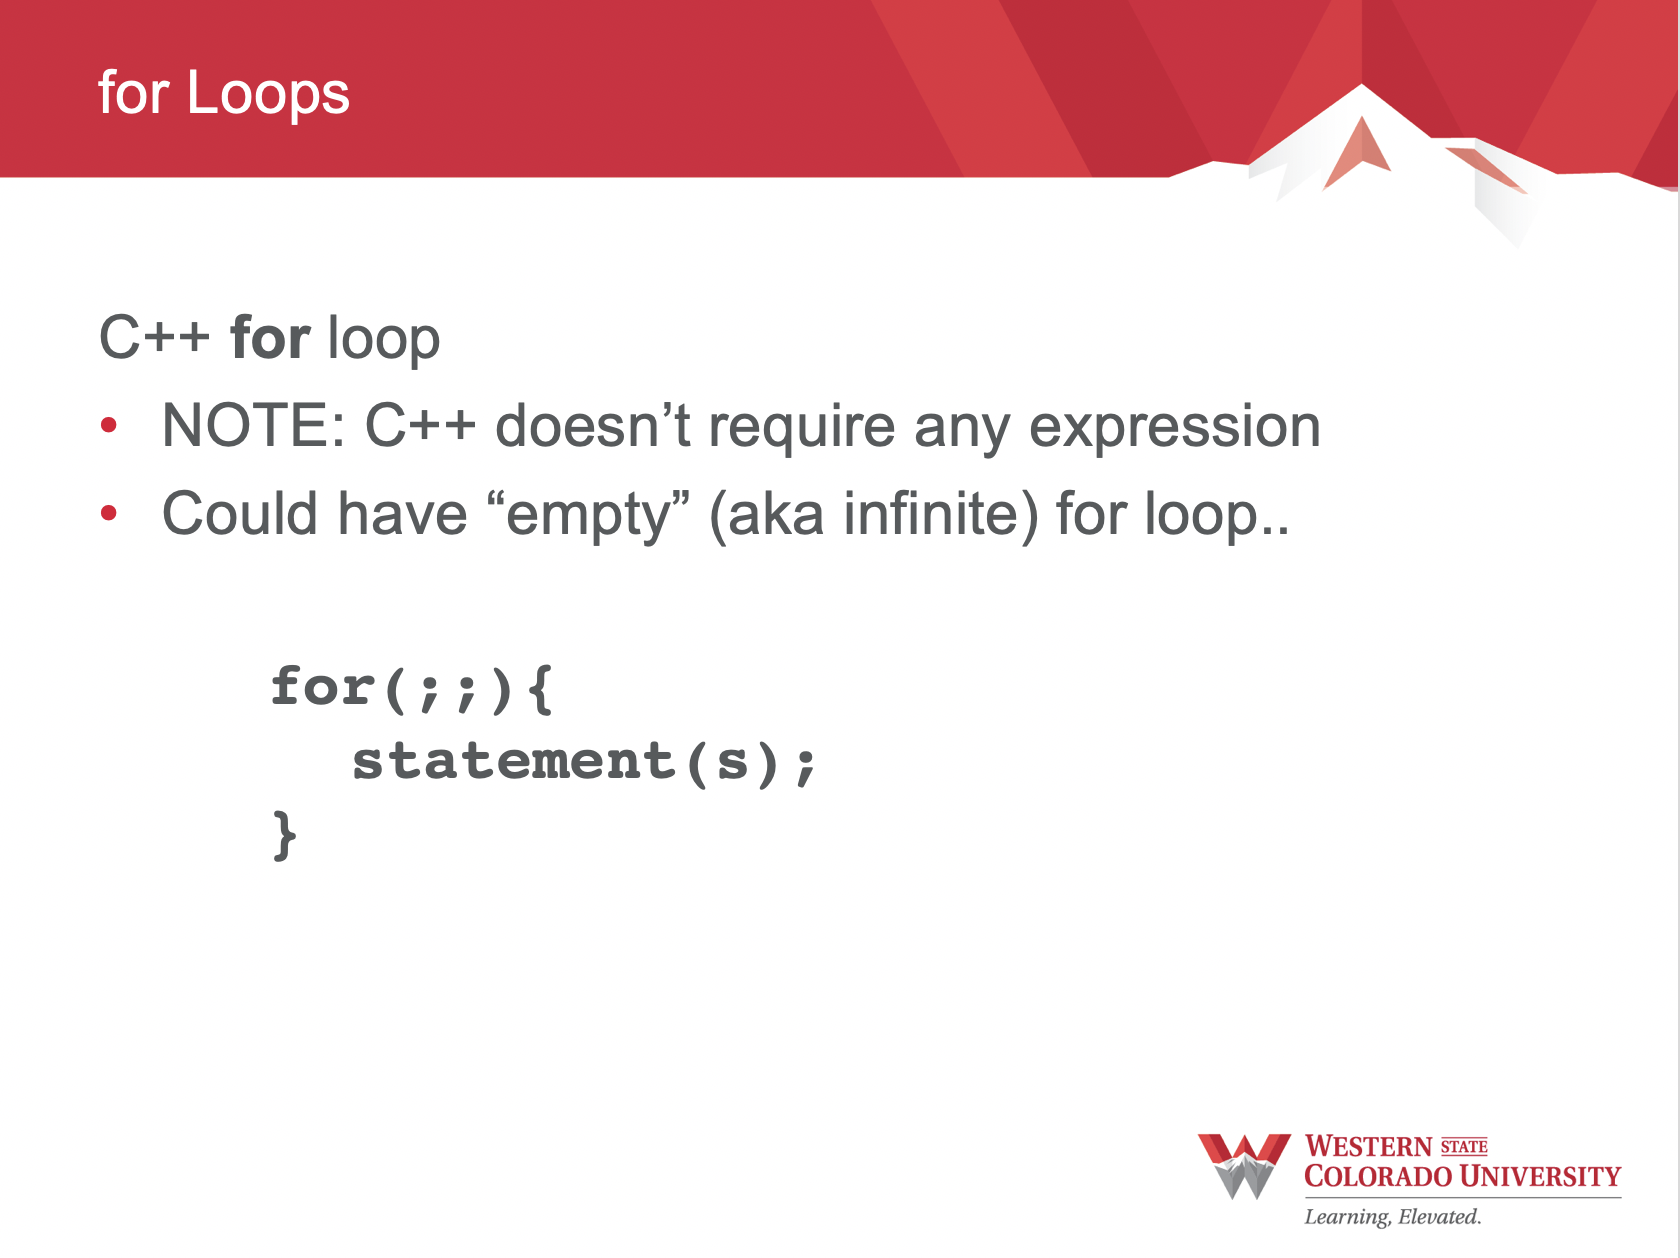 for Loops
C++ for loop
• NOTE: C++ doesn’t require any expression
• Could have “empty” (aka infinite) for loop..
for(;;){
statement(s);
}
WESTERN STATE
COLORADO UNIVERSITY
Learning, Elevated.